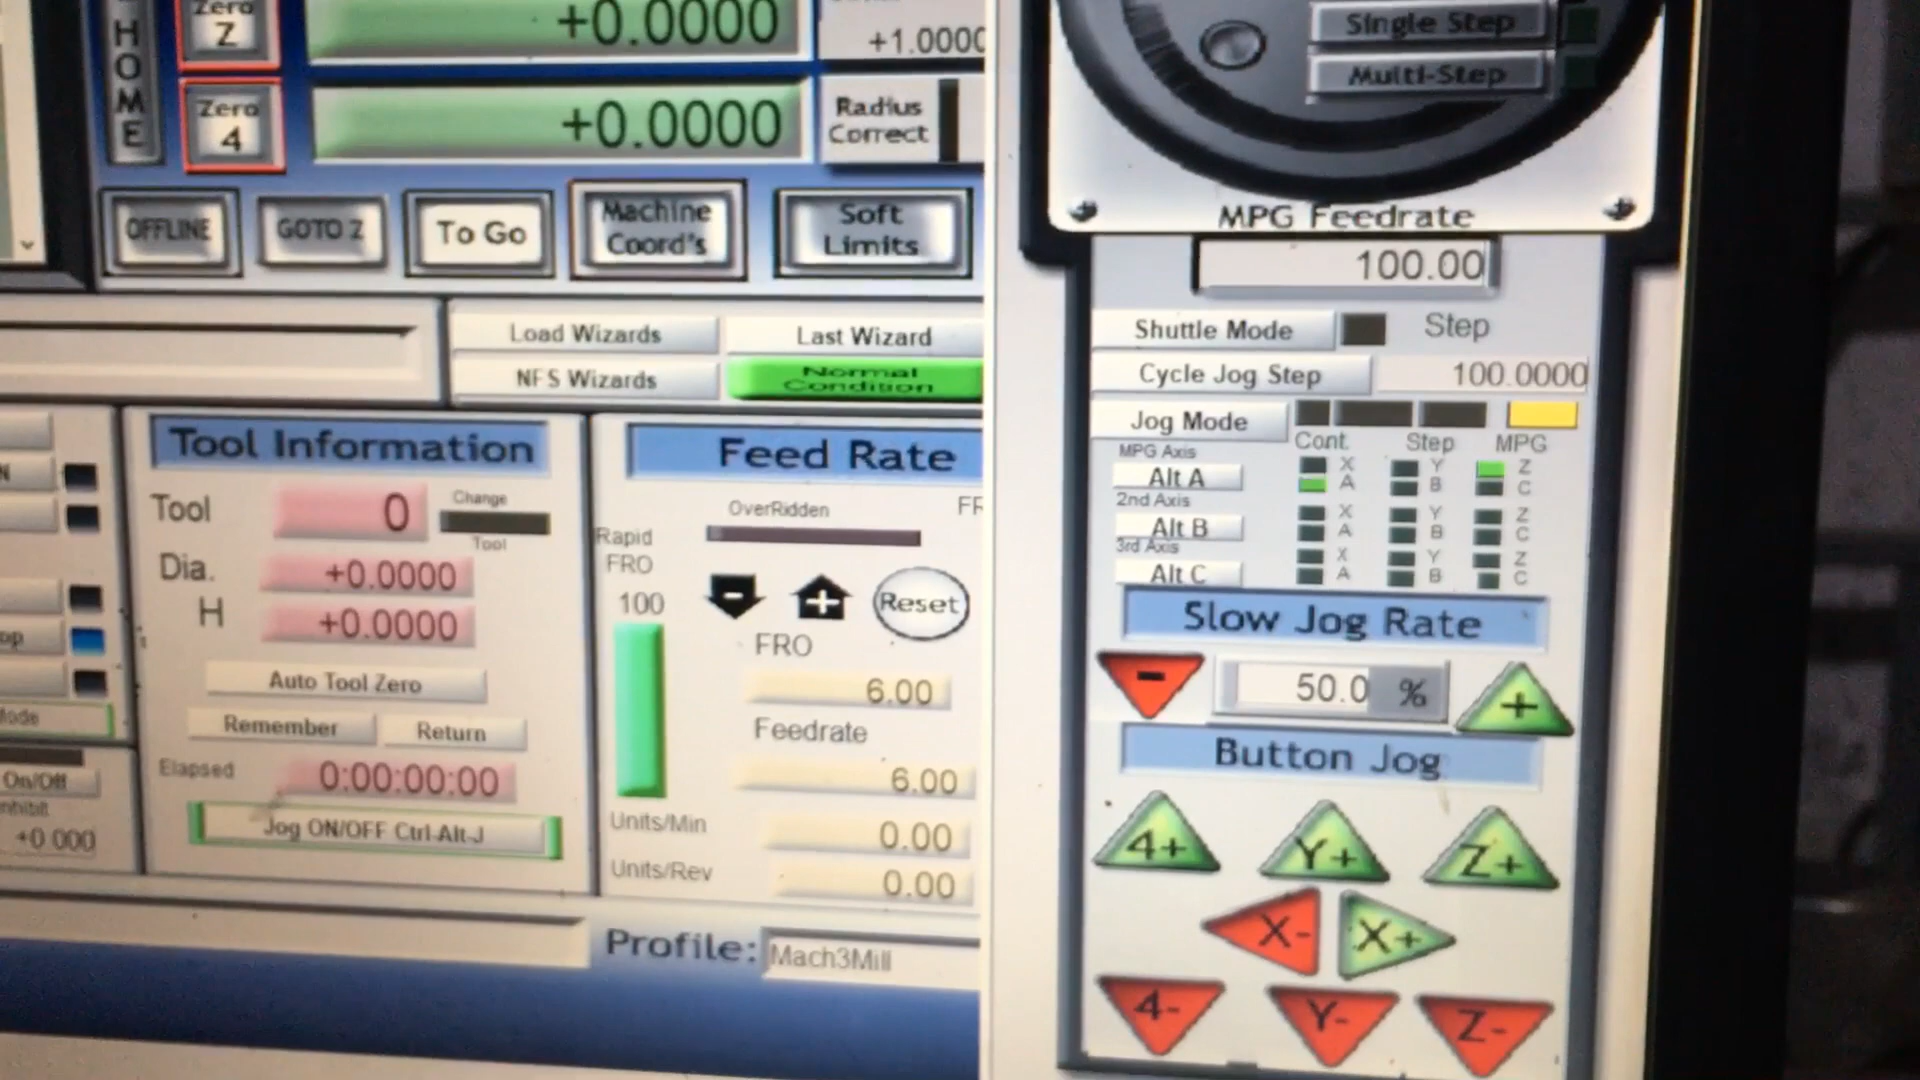 HOME
Zero
Z
+0.0000
+1.0000
Zero
4
+0.0000
Radius
Correct
OFFLINE
GOTO Z
To Go
Machine
Coord's
Soft
Limits
Load Wizards
Last Wizard
NFS Wizards
Normal
Condition
Tool Information
Tool
0
Change
Tool
Dia.
+0.0000
H
+0.0000
Auto Tool Zero
Remember
Return
Elapsed
0:00:00:00
Jog ON/OFF Ctrl-Alt-J
On/Off
+0.000
Feed Rate
OverRidden
Rapid
FRO
100
-
+
Reset
FRO
6.00
Feedrate
6.00
Units/Min
0.00
Units/Rev
0.00
Profile:
Mach3Mill
Single Step
Multi-Step
MPG Feedrate
100.00
Shuttle Mode
Step
Cycle Jog Step
100.0000
Jog Mode
Cont.
Step
MPG
MPG Axis
Alt A
X Y Z
A B C
2nd Axis
Alt B
X Y Z
A B C
3rd Axis
Alt C
X Y Z
A B C
Slow Jog Rate
-
50.0 %
+
Button Jog
4+
Y+
Z+
X-
X+
4-
Y-
Z-